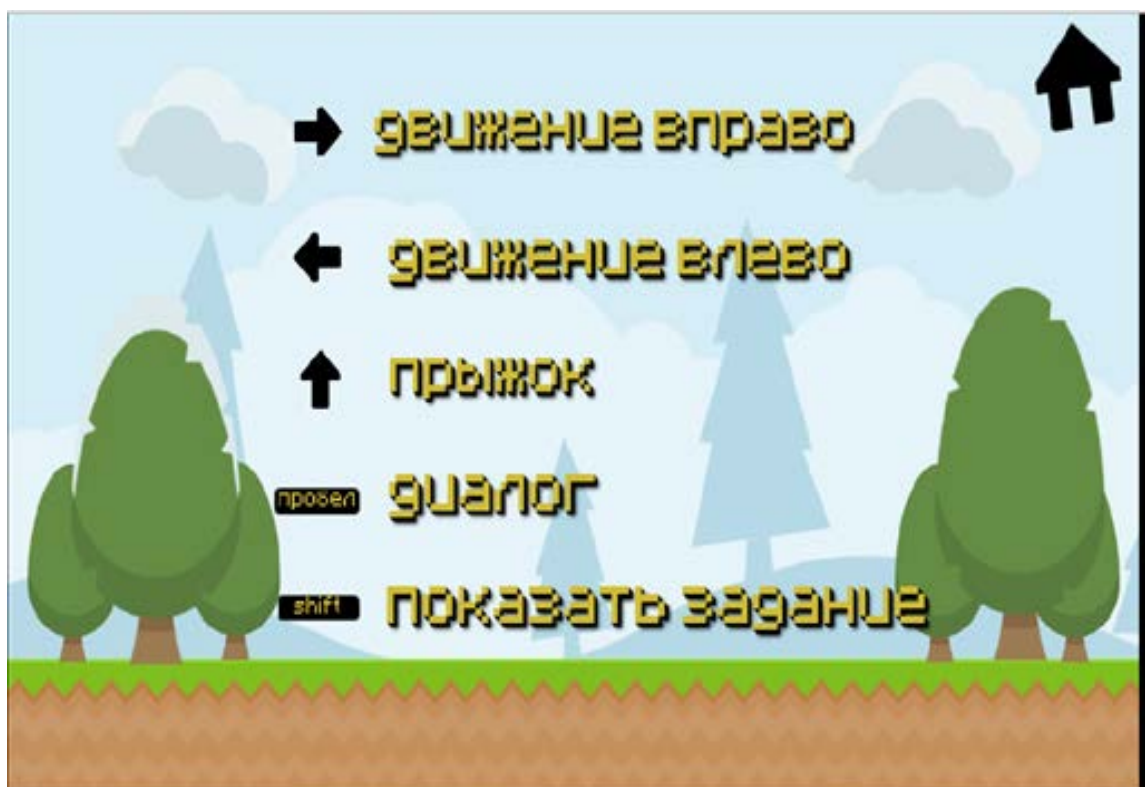 движение вправо
движение влево
прыжок
пробел диалог
shift показать задание